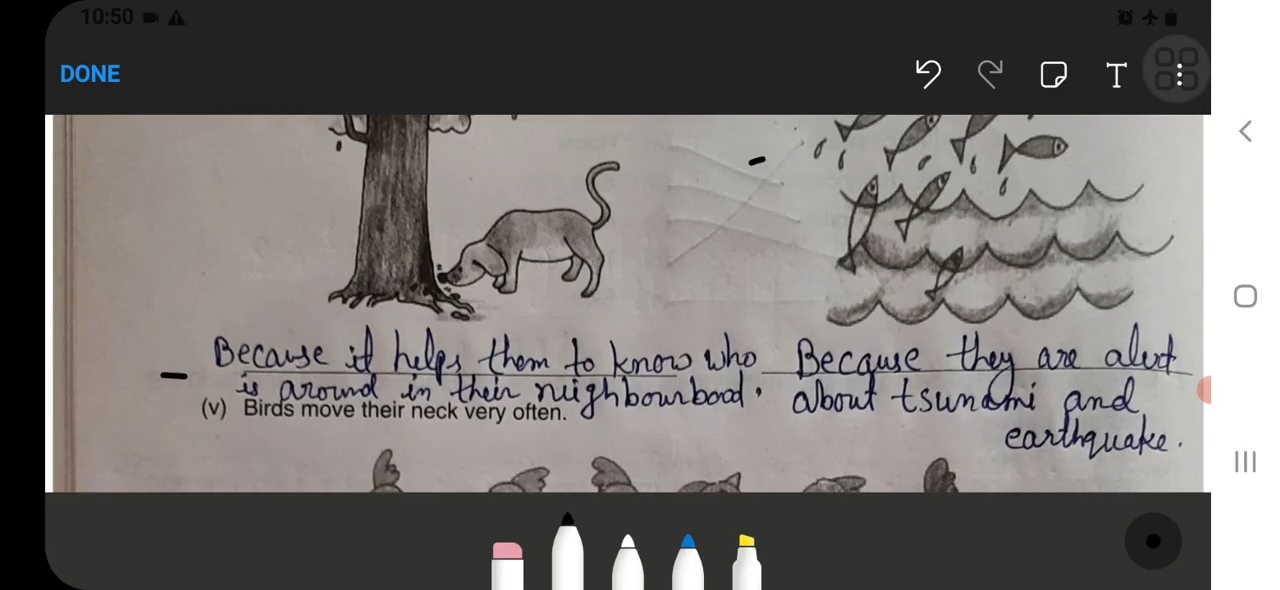 10:50
DONE
T
Because it helps them to know who
is around in their neighbourbood.
Because they are alert
about tsunami and
earthquake.
(v) Birds move their neck very often.